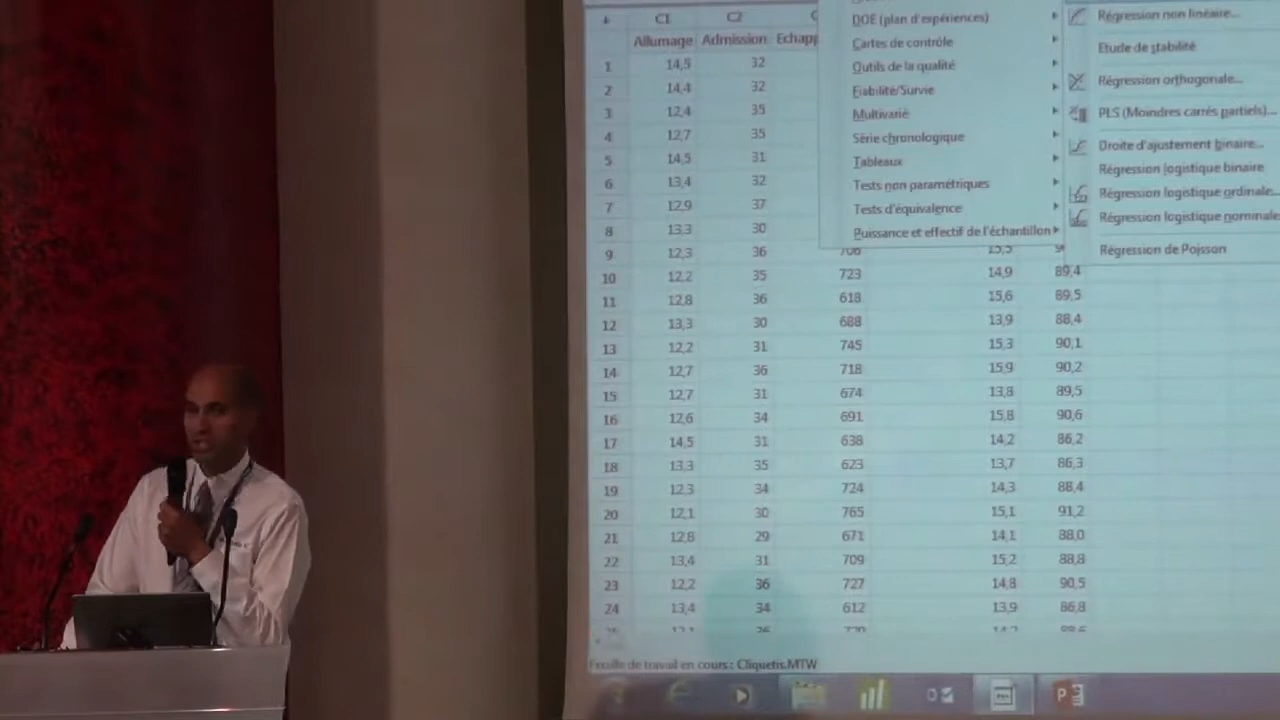 C1 C2 C
Allumage Admission Echapp
1 14,5 32
2 14,4 32
3 12,4 35
4 12,7 35
5 14,5 31
6 13,4 32
7 12,9 37
8 13,3 30
9 12,3 36 706 15,5 9
10 12,2 35 723 14,9 89,4
11 12,8 36 618 15,6 89,5
12 13,3 30 688 13,9 88,4
13 12,2 31 745 15,3 90,1
14 12,7 36 718 15,9 90,2
15 12,7 31 674 13,8 89,5
16 12,6 34 691 15,8 90,6
17 14,5 31 638 14,2 86,2
18 13,3 35 623 13,7 86,3
19 12,3 34 724 14,3 88,4
20 12,1 30 765 15,1 91,2
21 12,8 29 671 14,1 88,0
22 13,4 31 709 15,2 88,8
23 12,2 36 727 14,8 90,5
24 13,4 34 612 13,9 86,8
DOE (plan d'expériences)
Cartes de contrôle
Outils de la qualité
Fiabilité/Survie
Multivarié
Série chronologique
Tableaux
Tests non paramétriques
Tests d'équivalence
Puissance et effectif de l'échantillon
Régression non linéaire...
Etude de stabilité
Régression orthogonale...
PLS (Moindres carrés partiels)...
Droite d'ajustement binaire...
Régression logistique binaire
Régression logistique ordinale...
Régression logistique nominale
Régression de Poisson
Feuille de travail en cours : Cliquetis.MTW